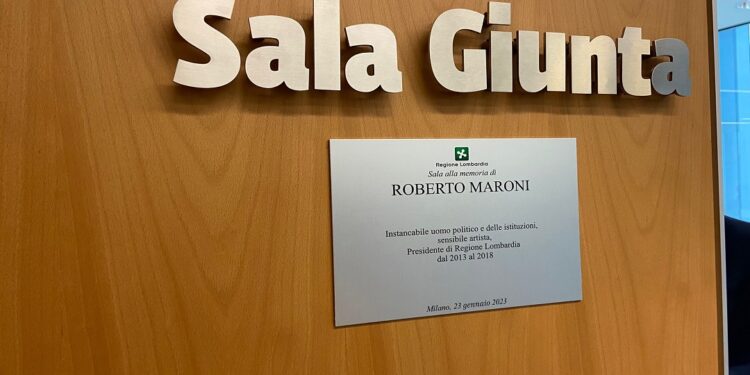 Sala Giunta
Regione Lombardia
Sala alla memoria di
ROBERTO MARONI
Instancabile uomo politico e delle istituzioni,
sensibile artista,
Presidente di Regione Lombardia
dal 2013 al 2018
Milano, 23 gennaio 2023